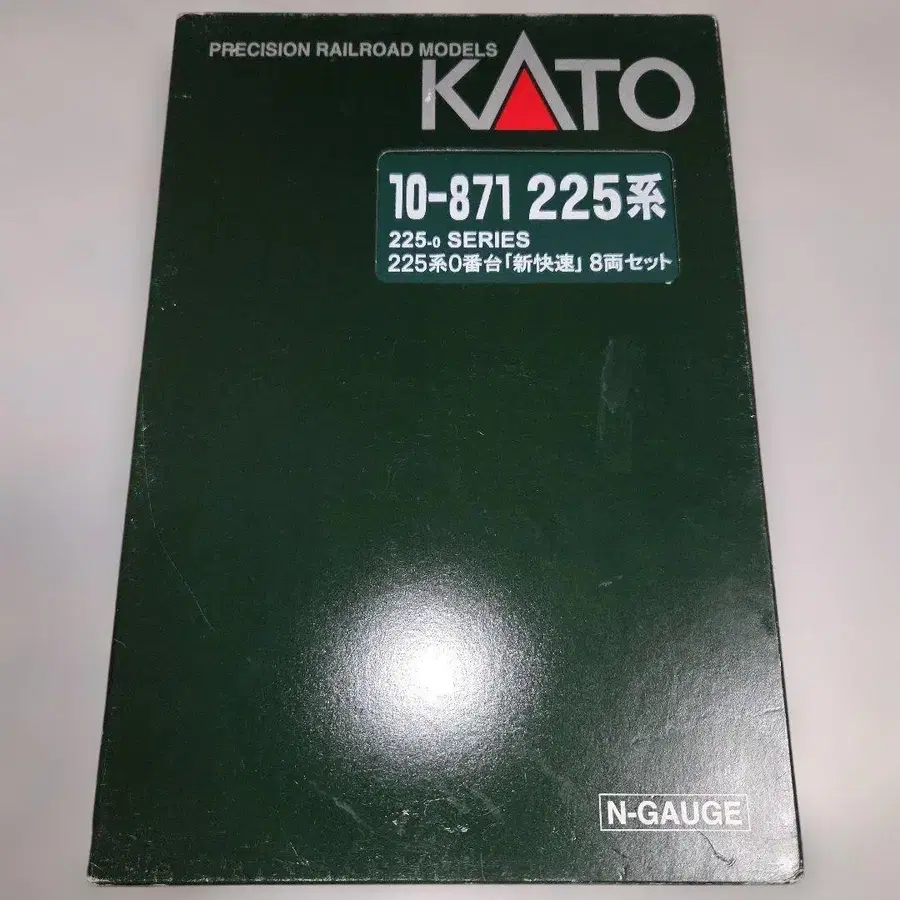 PRECISION RAILROAD MODELS
KATO
10-871 225系
225-0 SERIES
225系0番台「新快速」8両セット
N-GAUGE